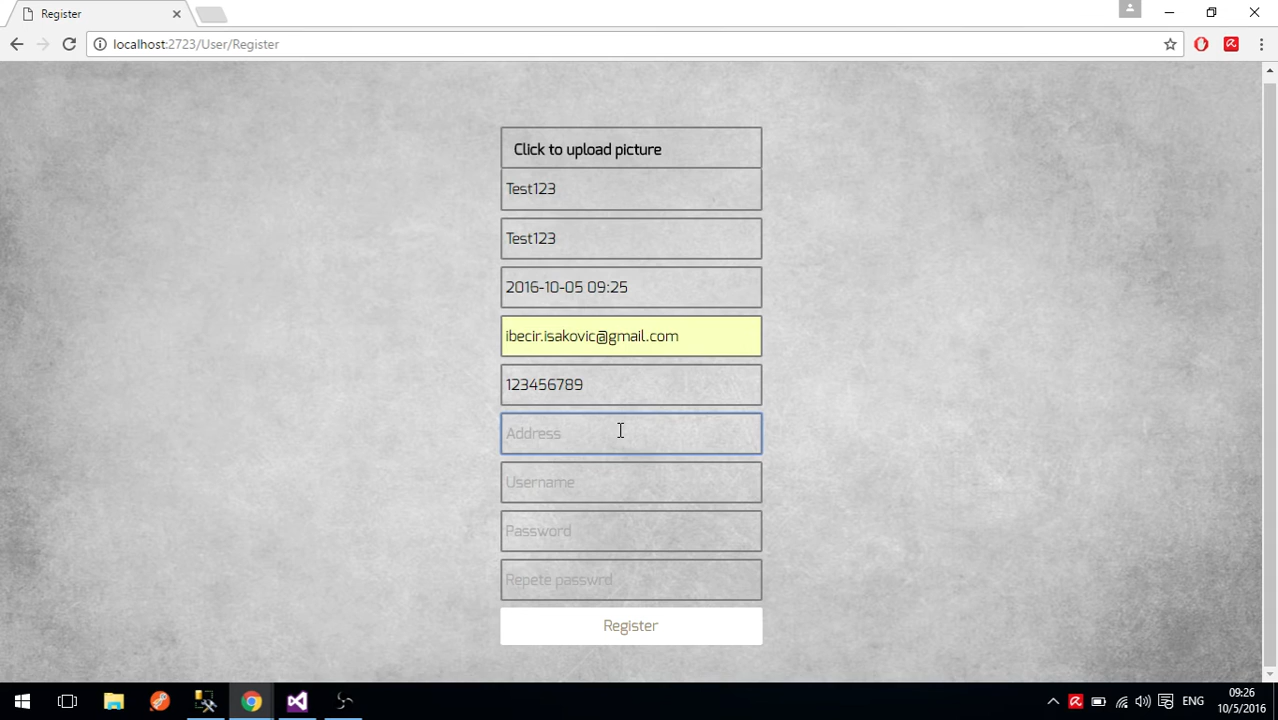 Register
localhost:2723/User/Register
Click to upload picture
Test123
Test123
2016-10-05 09:25
ibecir.isakovic@gmail.com
123456789
Address
Username
Password
Repete passwrd
Register
ENG
09:26
10/5/2016